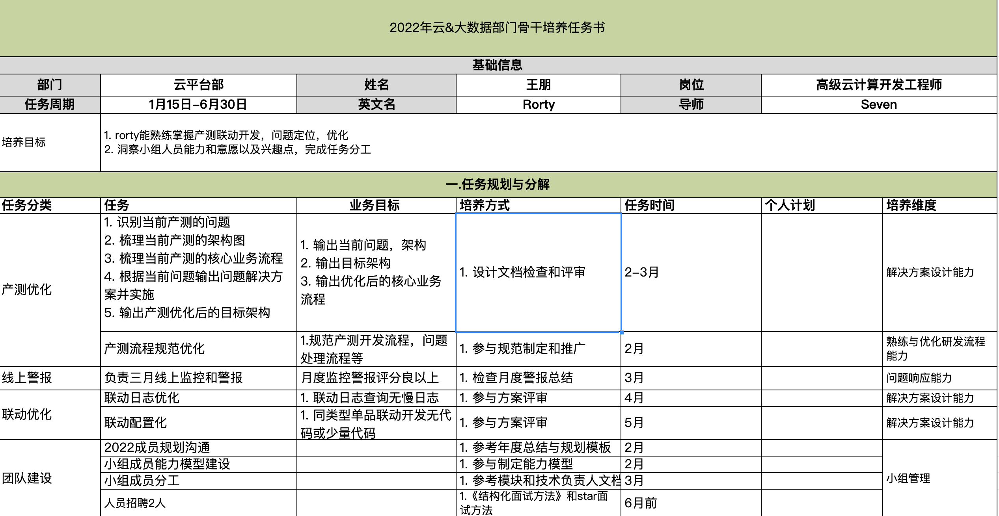 2022年云&大数据部门骨干培养任务书
基础信息
部门 云平台部 姓名 王朋 岗位 高级云计算开发工程师
任务周期 1月15日-6月30日 英文名 Rorty 导师 Seven
培养目标
1. rorty能熟练掌握产测联动开发，问题定位，优化
2. 洞察小组人员能力和意愿以及兴趣点，完成任务分工
一.任务规划与分解
任务分类 任务 业务目标 培养方式 任务时间 个人计划 培养维度
产测优化
1. 识别当前产测的问题
2. 梳理当前产测的架构图
3. 梳理当前产测的核心业务流程
4. 根据当前问题输出问题解决方
案并实施
5. 输出产测优化后的目标架构
1. 输出当前问题，架构
2. 输出目标架构
3. 输出优化后的核心业务
流程
1. 设计文档检查和评审
2-3月
解决方案设计能力
产测流程规范优化
1.规范产测开发流程，问题
处理流程等
1. 参与规范制定和推广
2月
熟练与优化研发流程
能力
线上警报 负责三月线上监控和警报 月度监控警报评分良以上 1. 检查月度警报总结 3月 问题响应能力
联动优化
联动日志优化 1. 联动日志查询无慢日志 1. 参与方案评审 4月 解决方案设计能力
联动配置化
1. 同类型单品联动开发无代
码或少量代码
1. 参与方案评审
5月
解决方案设计能力
团队建设
2022成员规划沟通 1. 参考年度总结与规划模板 2月
小组成员能力模型建设 1. 参与制定能力模型 2月
小组成员分工 1. 参考模块和技术负责人文档 3月
人员招聘2人
1.《结构化面试方法》和star面
试方法
6月前
小组管理